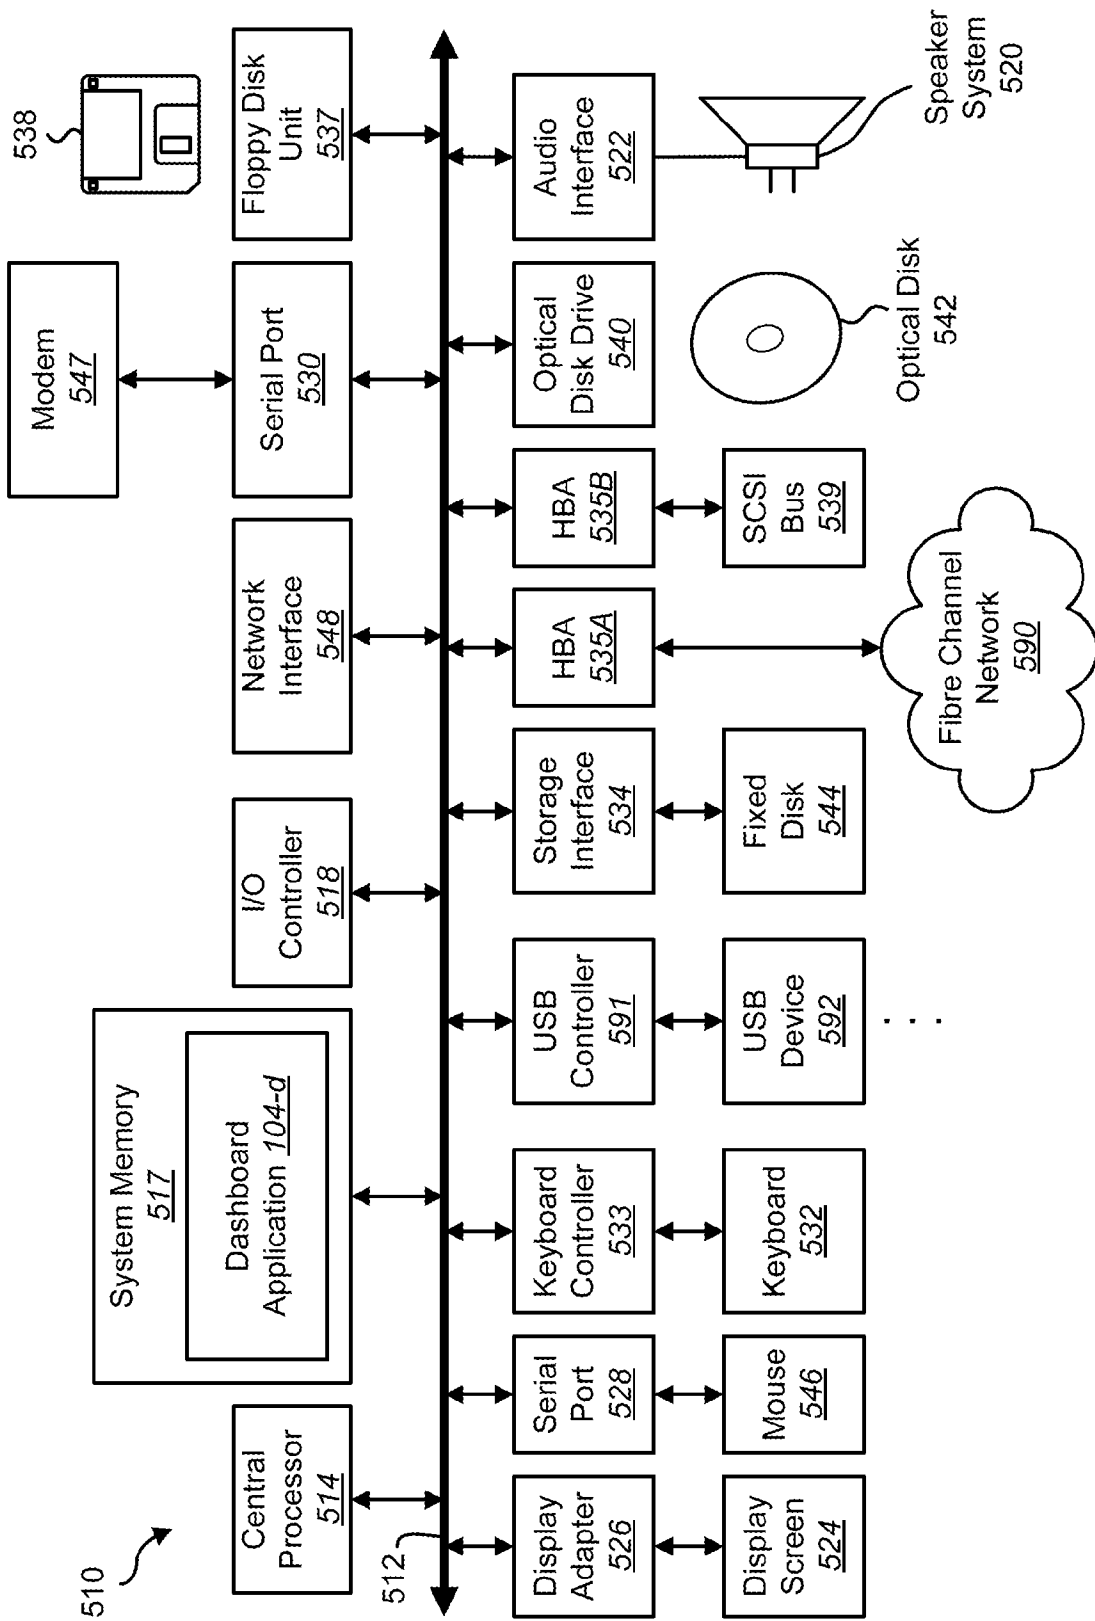 510
Central
Processor
514
System Memory
517
Dashboard
Application 104-d
I/O
Controller
518
Network
Interface
548
Modem
547
Serial Port
530
538
Floppy Disk
Unit
537
512
Display
Adapter
526
Serial
Port
528
Keyboard
Controller
533
USB
Controller
591
Storage
Interface
534
HBA
535A
HBA
535B
Optical
Disk Drive
540
Audio
Interface
522
Display
Screen
524
Mouse
546
Keyboard
532
USB
Device
592
. . .
Fixed
Disk
544
Fibre Channel
Network
590
SCSI
Bus
539
Optical Disk
542
Speaker
System
520